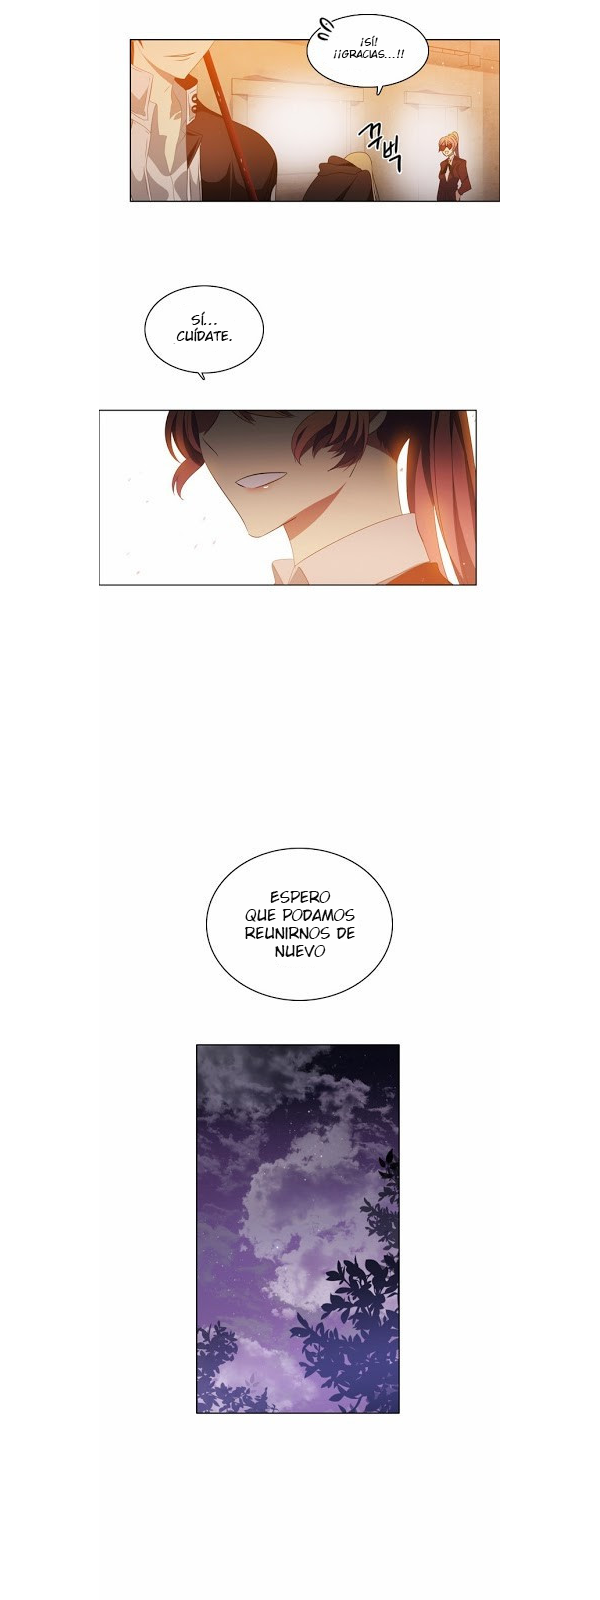 ¡SÍ!
¡¡GRACIAS...!!
꾸벅
SÍ...
CUÍDATE.
ESPERO
QUE PODAMOS
REUNIRNOS DE
NUEVO